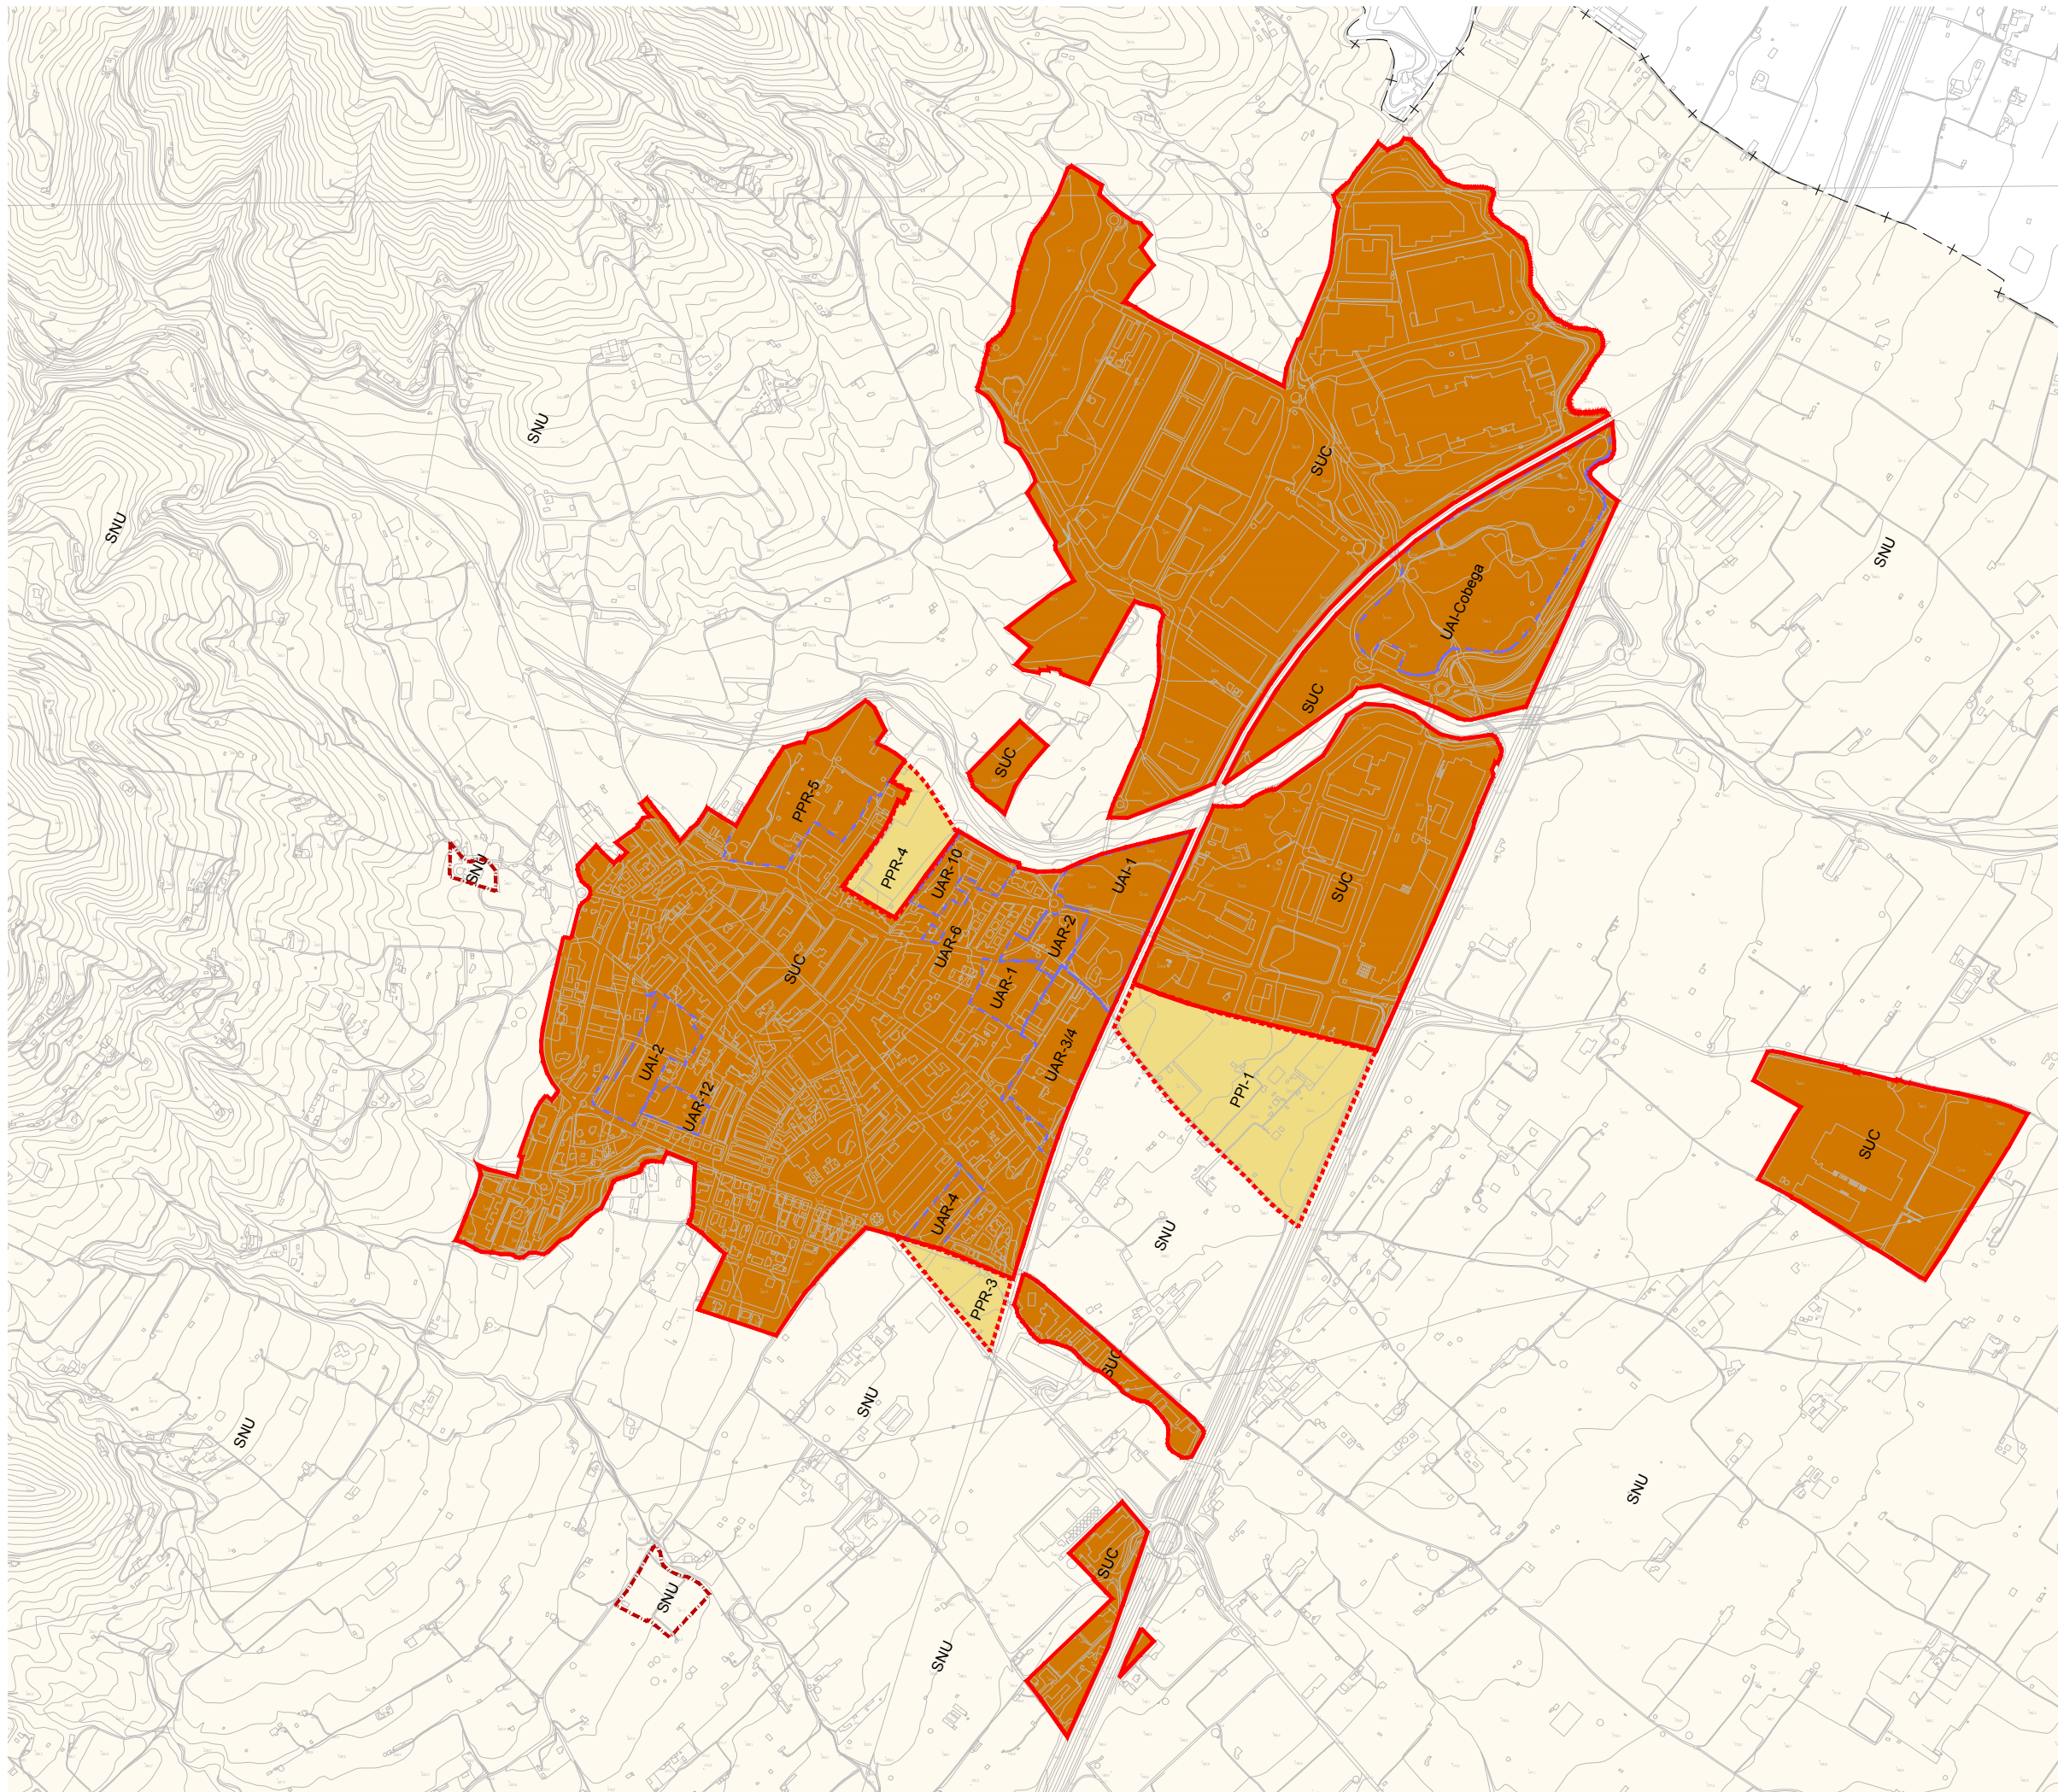 SNU
SUC
SNU
SNU
UAI-Cobega
SUC
SUC
PPR-5
PPR-4
SNU
UAR-10
UAI-1
SUC
UAR-2
UAR-6
SUC
UAR-1
UAR-3/4
UAI-2
PPI-1
UAR-12
SUC
UAR-4
SNU
PPR-3
SUC
SNU
SNU
SNU
SUC
SNU
SNU